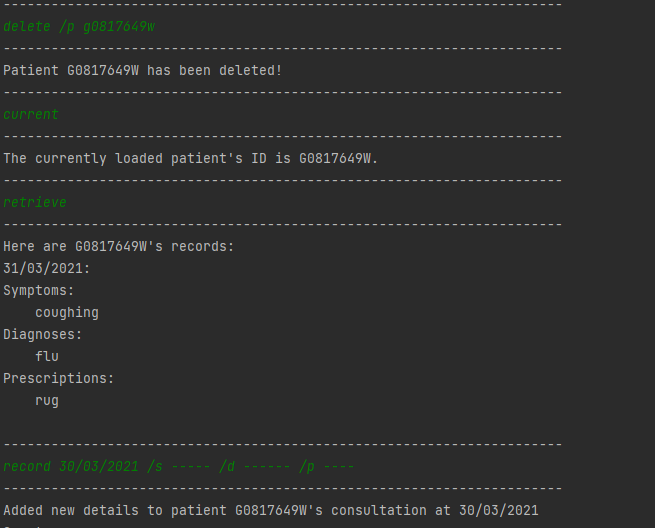 ----------------------------------------------------------------------
delete /p g0817649w
----------------------------------------------------------------------
Patient G0817649W has been deleted!
----------------------------------------------------------------------
current
----------------------------------------------------------------------
The currently loaded patient's ID is G0817649W.
----------------------------------------------------------------------
retrieve
----------------------------------------------------------------------
Here are G0817649W's records:
31/03/2021:
Symptoms:
    coughing
Diagnoses:
    flu
Prescriptions:
    rug
----------------------------------------------------------------------
record 30/03/2021 /s ----- /d ------ /p ----
----------------------------------------------------------------------
Added new details to patient G0817649W's consultation at 30/03/2021